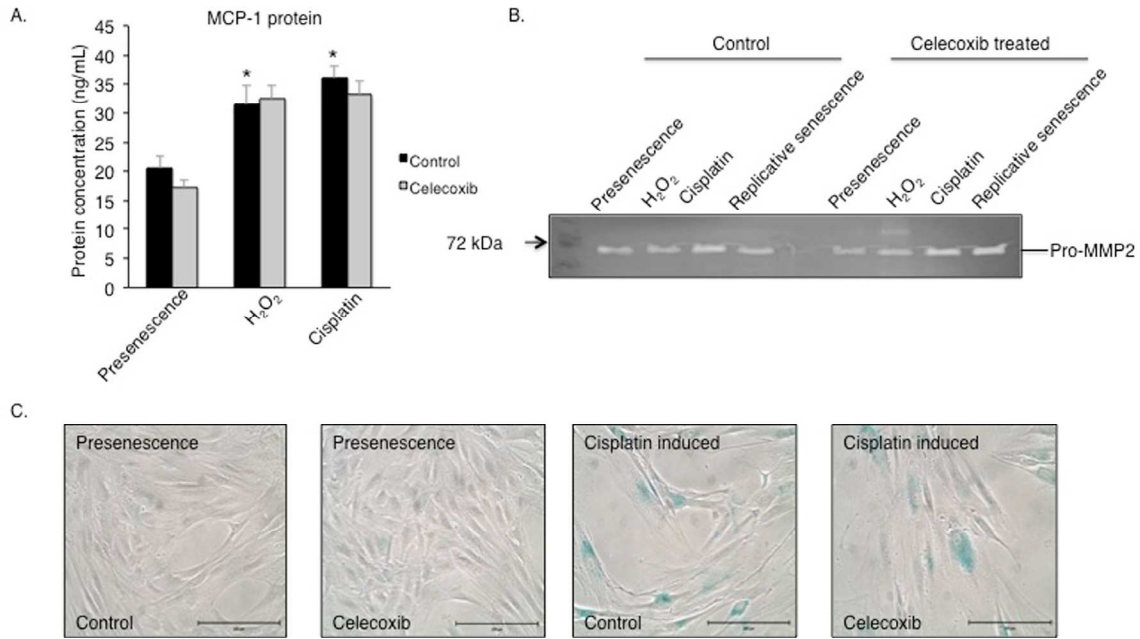 A.
MCP-1 protein
Protein concentration (ng/mL)
45
40
35
30
25
20
15
10
5
0
*
*
Presenescence
H₂O₂
Cisplatin
Control
Celecoxib
B.
Control
Celecoxib treated
Presenescence
H₂O₂
Cisplatin
Replicative senescence
Presenescence
H₂O₂
Cisplatin
Replicative senescence
72 kDa
Pro-MMP2
C.
Presenescence
Control
Presenescence
Celecoxib
Cisplatin induced
Control
Cisplatin induced
Celecoxib